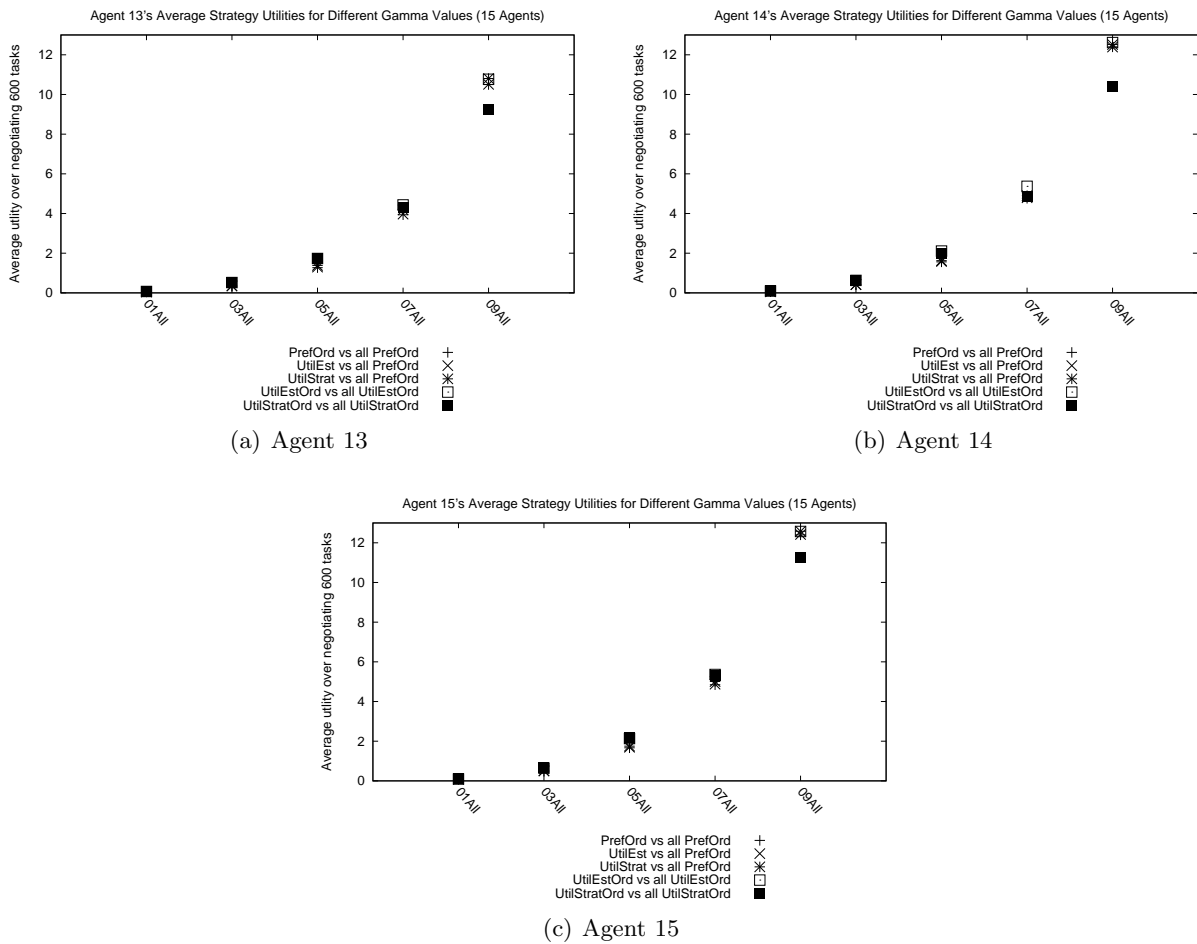 Agent 13's Average Strategy Utilities for Different Gamma Values (15 Agents)
Average utlity over negotiating 600 tasks
12
10
8
6
4
2
0
01All
03All
05All
07All
09All
PrefOrd vs all PrefOrd
UtilEst vs all PrefOrd
UtilStrat vs all PrefOrd
UtilEstOrd vs all UtilEstOrd
UtilStratOrd vs all UtilStratOrd
(a) Agent 13
Agent 14's Average Strategy Utilities for Different Gamma Values (15 Agents)
Average utlity over negotiating 600 tasks
12
10
8
6
4
2
0
01All
03All
05All
07All
09All
PrefOrd vs all PrefOrd
UtilEst vs all PrefOrd
UtilStrat vs all PrefOrd
UtilEstOrd vs all UtilEstOrd
UtilStratOrd vs all UtilStratOrd
(b) Agent 14
Agent 15's Average Strategy Utilities for Different Gamma Values (15 Agents)
Average utlity over negotiating 600 tasks
12
10
8
6
4
2
0
01All
03All
05All
07All
09All
PrefOrd vs all PrefOrd
UtilEst vs all PrefOrd
UtilStrat vs all PrefOrd
UtilEstOrd vs all UtilEstOrd
UtilStratOrd vs all UtilStratOrd
(c) Agent 15